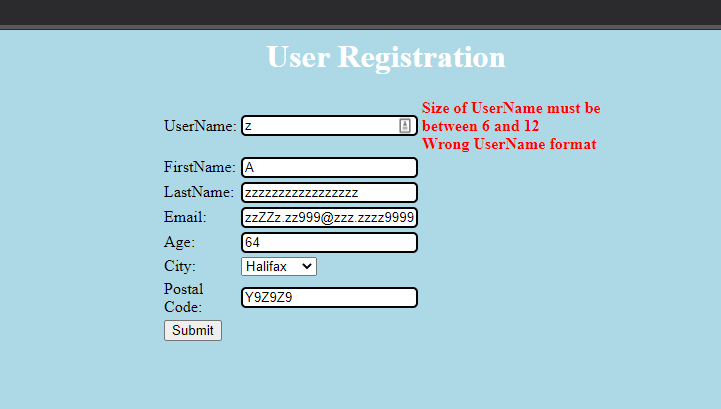 User Registration
UserName: z Size of UserName must be
between 6 and 12
Wrong UserName format
FirstName: A
LastName: zzzzzzzzzzzzzzzzz
Email: zzZZz.zz999@zzz.zzzz9999
Age: 64
City: Halifax
Postal
Code: Y9Z9Z9
Submit